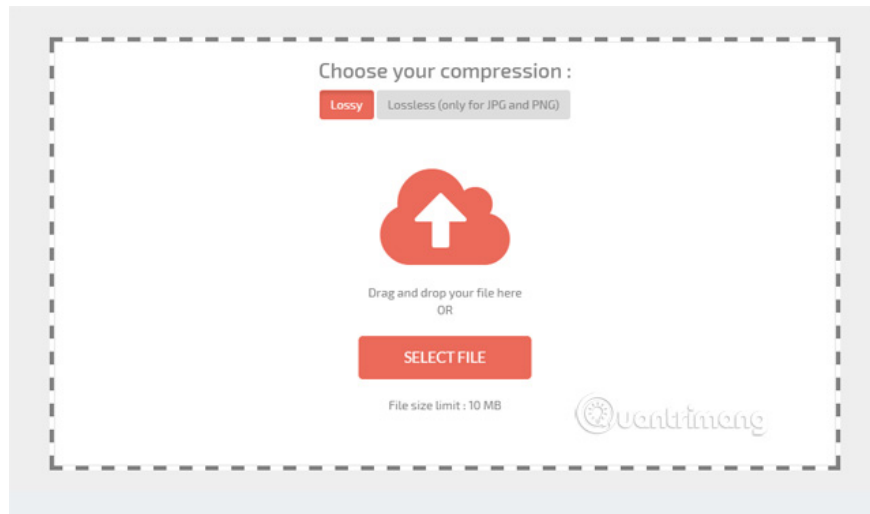 Choose your compression :
Lossy Lossless (only for JPG and PNG)
Drag and drop your file here
OR
SELECT FILE
File size limit : 10 MB
Quantrimang